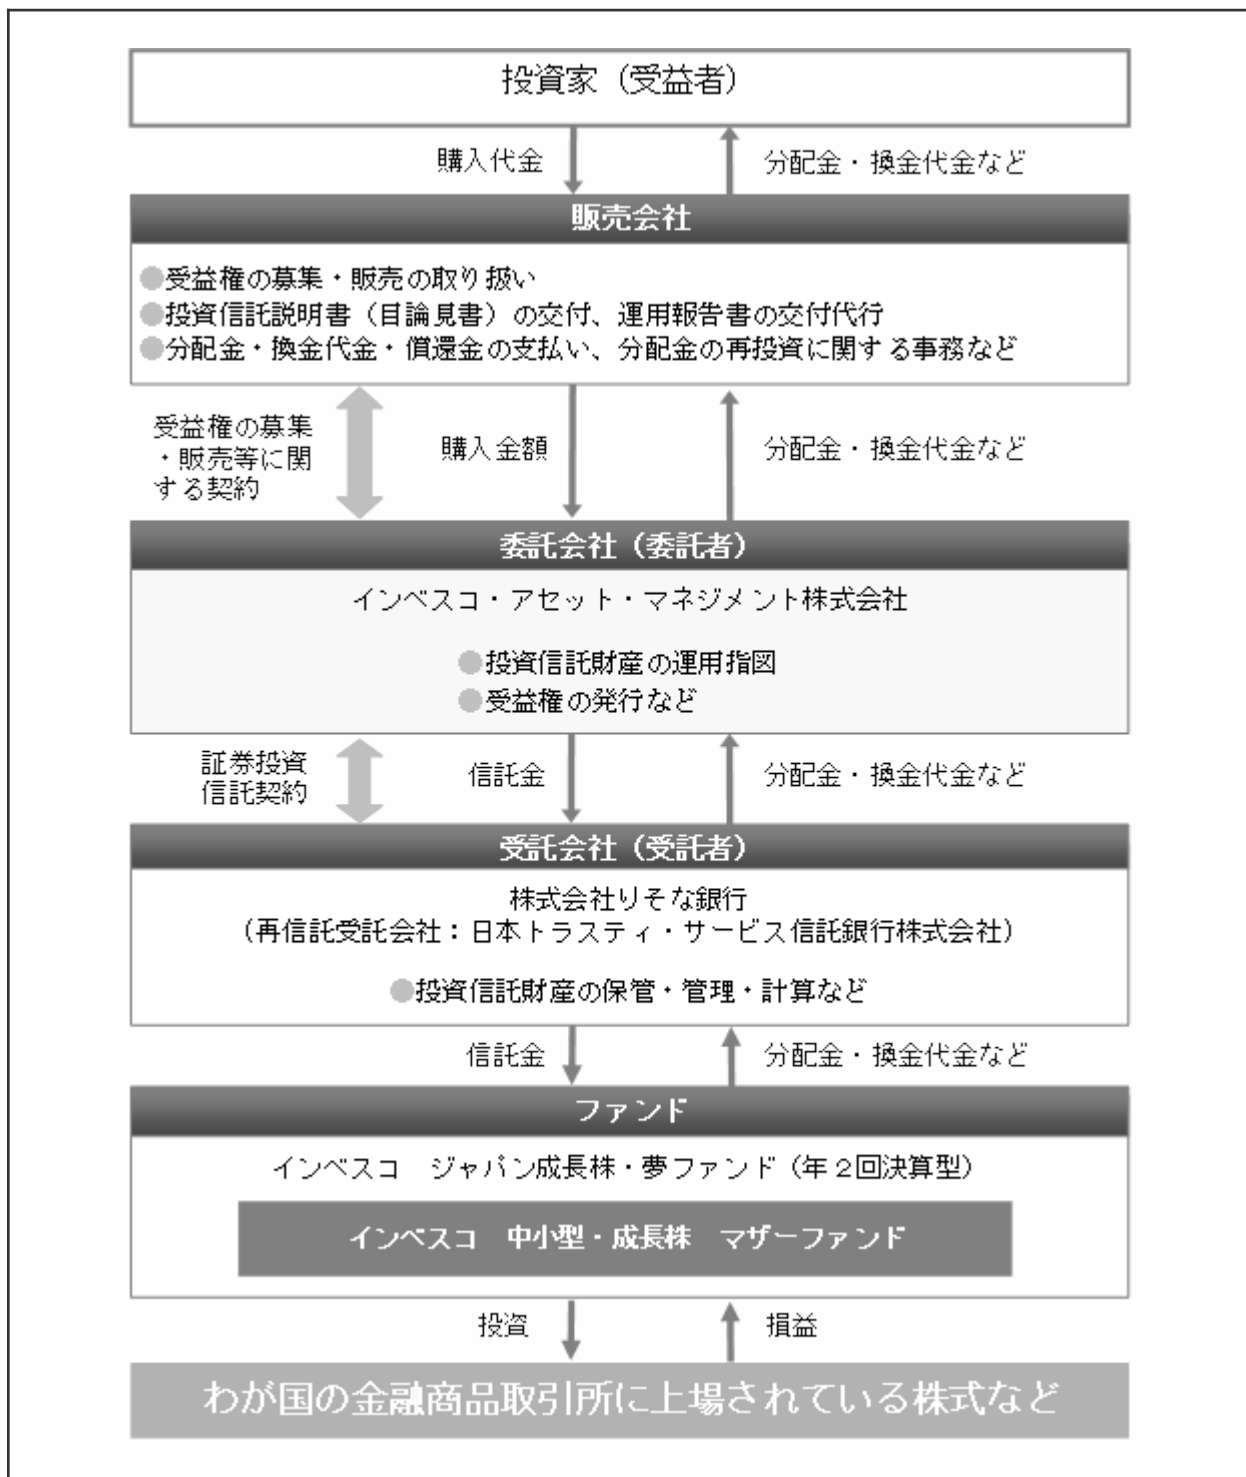 投資家（受益者）
購入代金
分配金・換金代金など
販売会社
●受益権の募集・販売の取り扱い
●投資信託説明書（目論見書）の交付、運用報告書の交付代行
●分配金・換金代金・償還金の支払い、分配金の再投資に関する事務など
受益権の募集
・販売等に関
する契約
購入金額
分配金・換金代金など
委託会社（委託者）
インベスコ・アセット・マネジメント株式会社
●投資信託財産の運用指図
●受益権の発行など
証券投資
信託契約
信託金
分配金・換金代金など
受託会社（受託者）
株式会社りそな銀行
（再信託受託会社：日本トラスティ・サービス信託銀行株式会社）
●投資信託財産の保管・管理・計算など
信託金
分配金・換金代金など
ファンド
インベスコ　ジャパン成長株・夢ファンド（年２回決算型）
インベスコ　中小型・成長株　マザーファンド
投資
損益
わが国の金融商品取引所に上場されている株式など